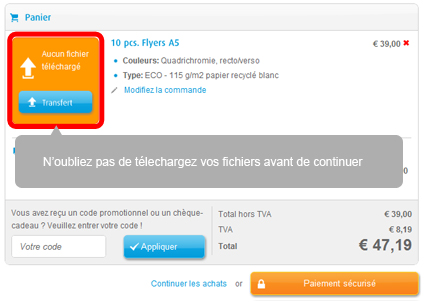 Panier
Aucun fichier
téléchargé
Transfert
10 pcs. Flyers A5
€ 39,00
Couleurs: Quadrichromie, recto/verso
Type: ECO - 115 g/m2 papier recyclé blanc
Modifiez la commande
N'oubliez pas de télechargez vos fichiers avant de continuer
Vous avez reçu un code promotionnel ou un chèque-
cadeau ? Veuillez entrer votre code !
Votre code
Appliquer
Total hors TVA € 39,00
TVA € 8,19
Total € 47,19
Continuer les achats or Paiement sécurisé